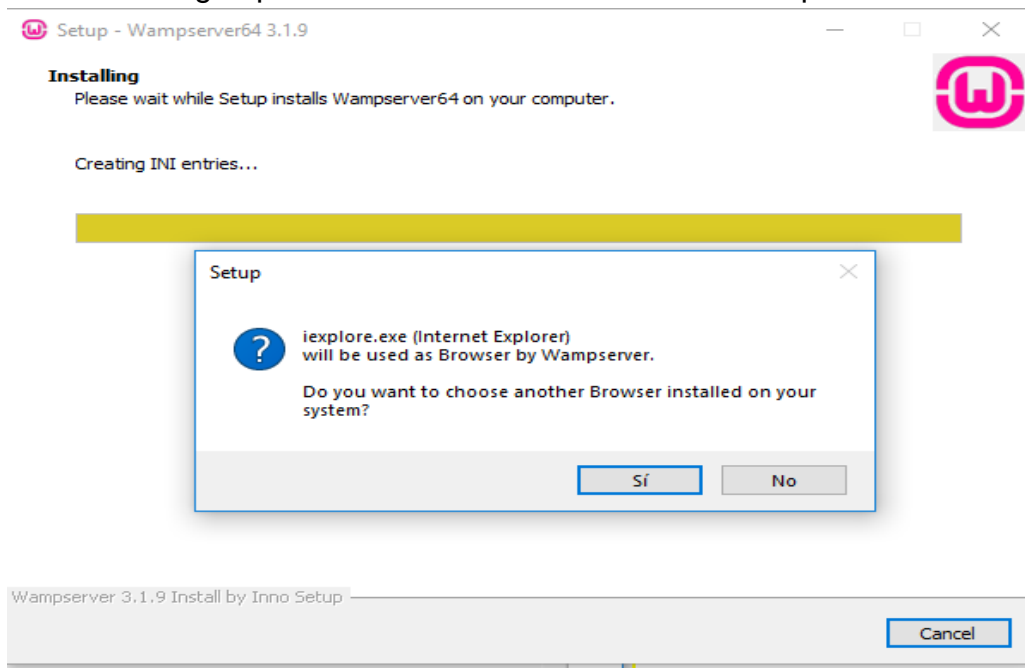 Setup - Wampserver64 3.1.9
Installing
Please wait while Setup installs Wampserver64 on your computer.
Creating INI entries...
Setup
iexplore.exe (Internet Explorer)
will be used as Browser by Wampserver.
Do you want to choose another Browser installed on your
system?
Sí
No
Wampserver 3.1.9 Install by Inno Setup
Cancel